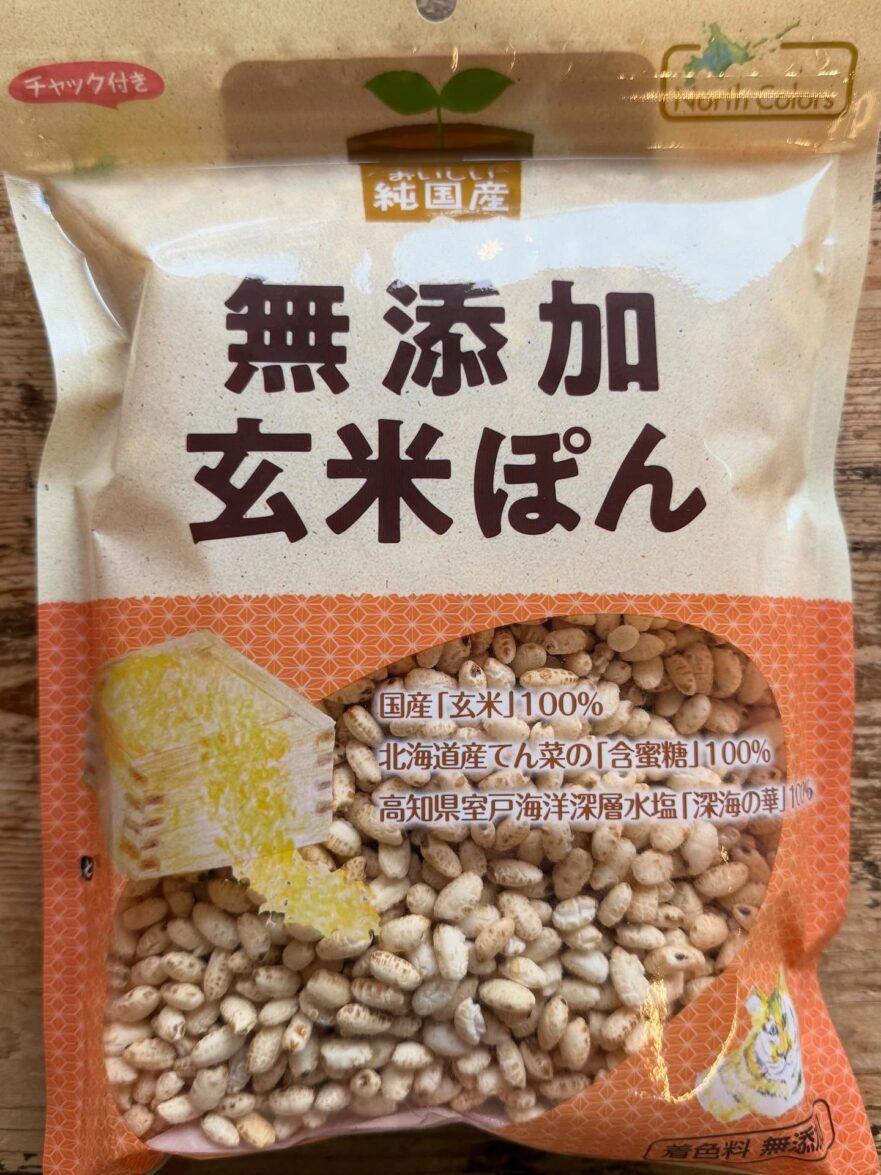 チャック付き
North Colors
おいしい
純国産
無添加
玄米ぽん
国産「玄米」100%
北海道産てん菜の「含蜜糖」100%
高知県室戸海洋深層水塩「深海の華」100%
着色料 無添